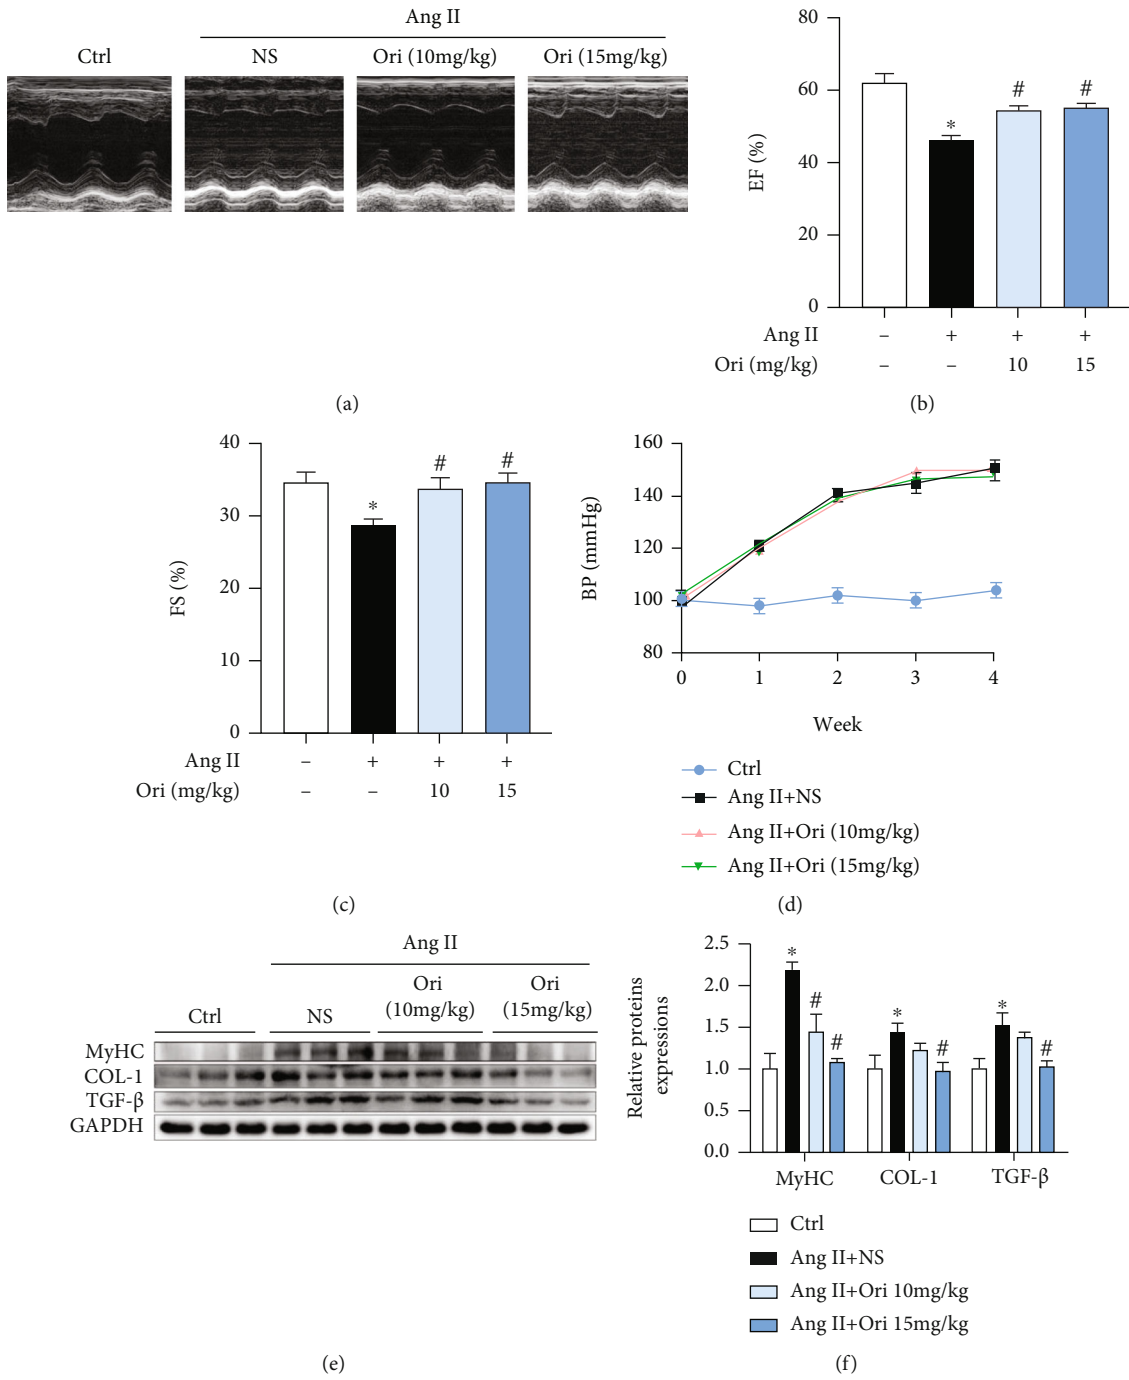 Ang II
Ctrl NS Ori (10mg/kg) Ori (15mg/kg)
(a)
80
60
40
20
0
EF (%)
* # #
Ang II – + + +
Ori (mg/kg) – – 10 15
(b)
40
30
20
10
0
FS (%)
* # #
Ang II – + + +
Ori (mg/kg) – – 10 15
(c)
160
140
120
100
80
BP (mmHg)
0 1 2 3 4
Week
Ctrl
Ang II+NS
Ang II+Ori (10mg/kg)
Ang II+Ori (15mg/kg)
(d)
Ang II
Ctrl NS Ori (10mg/kg) Ori (15mg/kg)
MyHC
COL-1
TGF-β
GAPDH
(e)
2.5
2.0
1.5
1.0
0.5
0.0
Relative proteins
expressions
* # # * # * #
MyHC COL-1 TGF-β
Ctrl
Ang II+NS
Ang II+Ori 10mg/kg
Ang II+Ori 15mg/kg
(f)